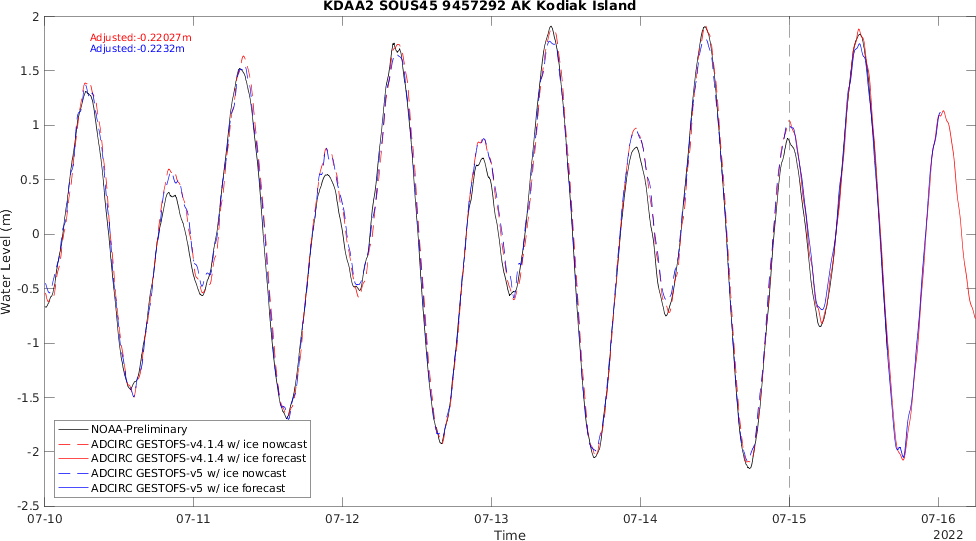 KDAA2 SOUS45 9457292 AK Kodiak Island
Adjusted:-0.22027m
Adjusted:-0.2232m
2
1.5
1
0.5
0
-0.5
-1
-1.5
-2
-2.5
Water Level (m)
NOAA-Preliminary
ADCIRC GESTOFS-v4.1.4 w/ ice nowcast
ADCIRC GESTOFS-v4.1.4 w/ ice forecast
ADCIRC GESTOFS-v5 w/ ice nowcast
ADCIRC GESTOFS-v5 w/ ice forecast
07-10 07-11 07-12 07-13 07-14 07-15 07-16
Time 2022